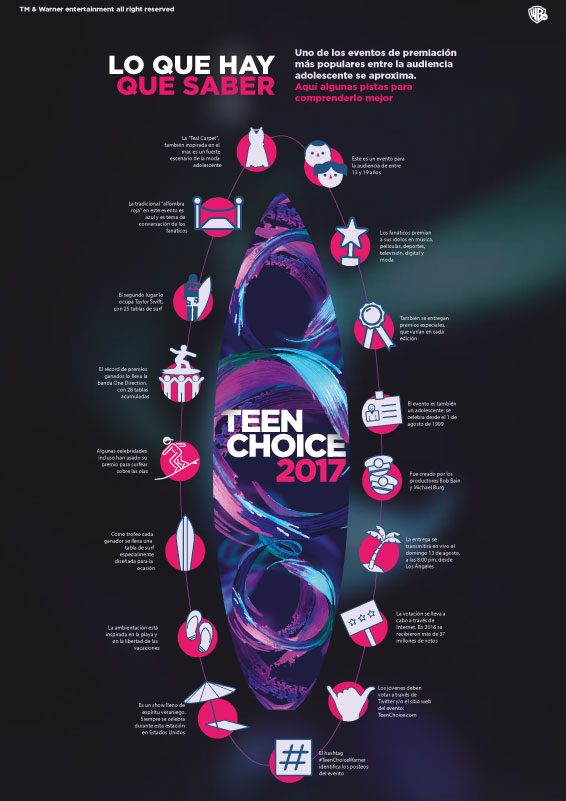 TM & Warner entertainment all right reserved
WB
LO QUE HAY
QUE SABER
Uno de los eventos de premiación
más populares entre la audiencia
adolescente se aproxima.
Aquí algunas pistas para
comprenderlo mejor
La "Teal Carpet",
también inspirada en el
mac es un fuerte
escenario de la moda
adolescente
Este es un evento para
la audiencia de entre
13 y 19 años
La tradicional "alfombra
roja" en este evento es
azul y es tema de
conversación de los
fanáticos
Los fanáticos premian
a sus ídolos en música,
películas, deportes,
televisión, digital y
moda
El segundo lugar lo
ocupa Taylor Swift,
con 25 tablas de surf
También se entregan
premios especiales,
que varían en cada
edición
El récord de premios
ganados lo lleva la
banda One Direction,
con 28 tablas
acumuladas
El evento es también
un adolescente: se
celebra desde el 1 de
agosto de 1999
TEEN
CHOICE
2017
Algunas celebridades
incluso han usado su
premio para surfear
sobre las olas
Fue creado por los
productores Bob Bain
y Michael Burg
Como trofeo cada
ganador se lleva una
tabla de surf
especialmente
diseñada para la
ocasión
La entrega se
transmitirá en vivo el
domingo 13 de agosto,
a las 8:00 pm, desde
Los Ángeles
La ambientación está
inspirada en la playa y
en la libertad de las
vacaciones
La votación se lleva a
cabo a través de
Internet. En 2016 se
recibieron más de 37
millones de votos
Es un show lleno de
espíritu veraniego.
Siempre se celebra
durante esta estación
en Estados Unidos
Los jóvenes deben
votar a través de
Twitter y/o el sitio web
del evento:
TeenChoice.com
#
El hashtag
#TeenChoiceWarner
identifica los posteos
del evento